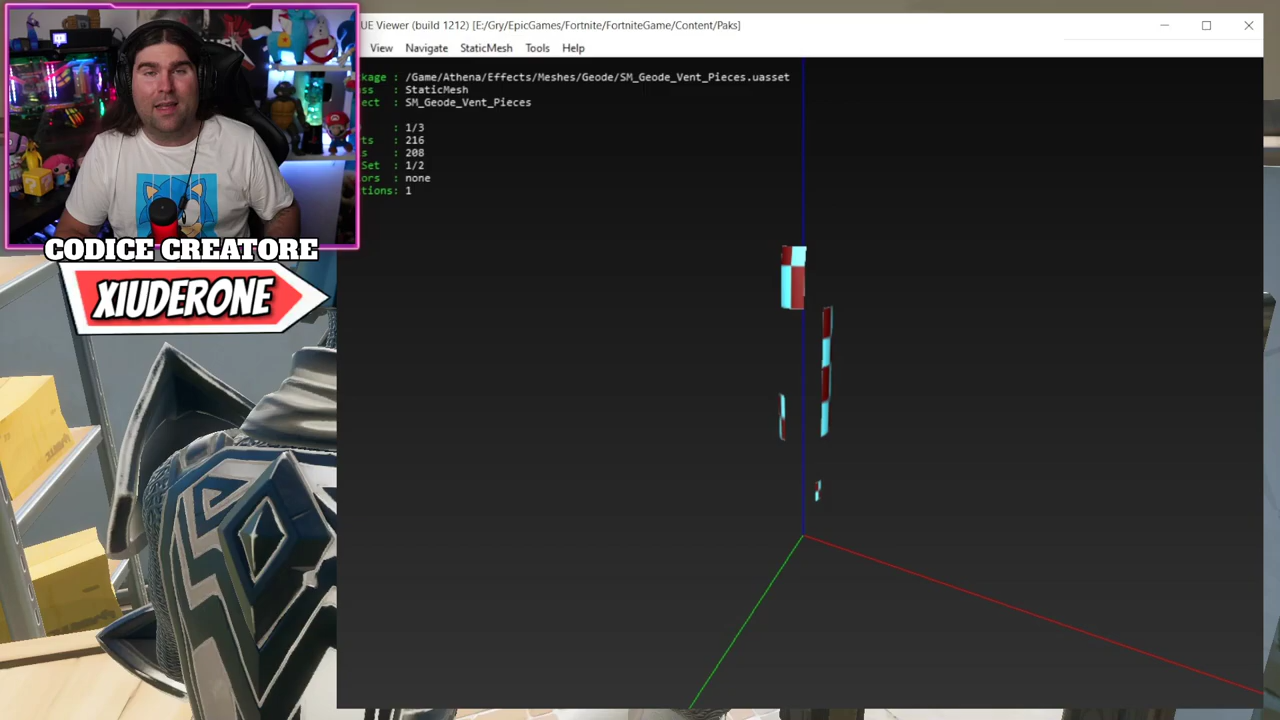 UE Viewer (build 1212) [E:/Gry/EpicGames/Fortnite/FortniteGame/Content/Paks]
View Navigate StaticMesh Tools Help
kage : /Game/Athena/Effects/Meshes/Geode/SM_Geode_Vent_Pieces.uasset
ss : StaticMesh
ect : SM_Geode_Vent_Pieces
: 1/3
ts : 216
s : 208
Set : 1/2
ors : none
tions: 1
CODICE CREATORE
XIUDERONE